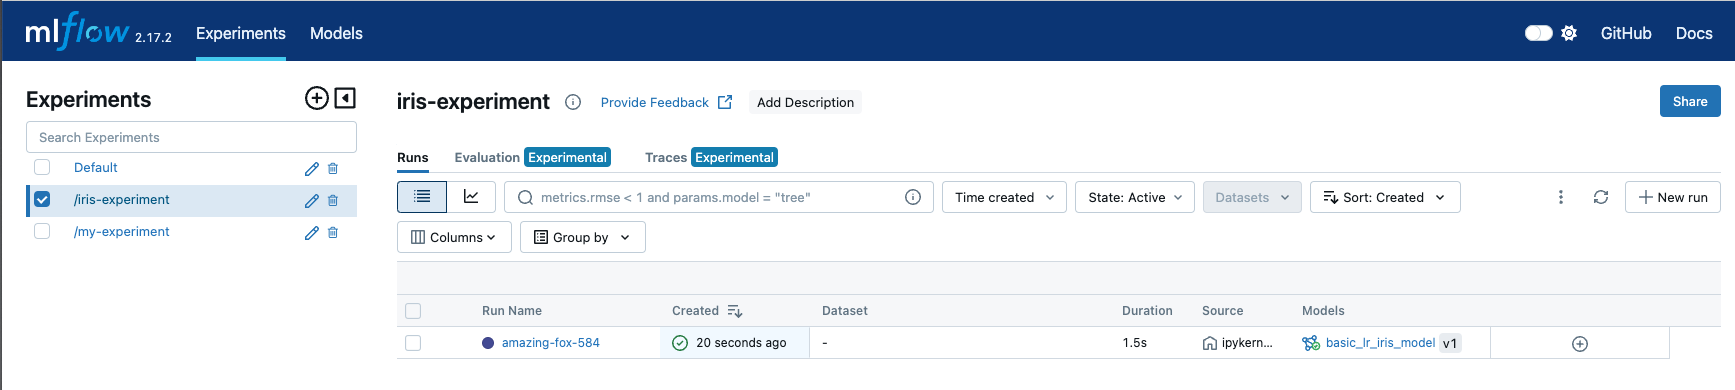 mlflow 2.17.2 Experiments Models GitHub Docs
Experiments
Search Experiments
Default
/iris-experiment
/my-experiment
iris-experiment Provide Feedback Add Description Share
Runs Evaluation Experimental Traces Experimental
metrics.rmse < 1 and params.model = "tree" Time created State: Active Datasets Sort: Created New run
Columns Group by
Run Name Created Dataset Duration Source Models
amazing-fox-584 20 seconds ago - 1.5s ipykern... basic_lr_iris_model v1